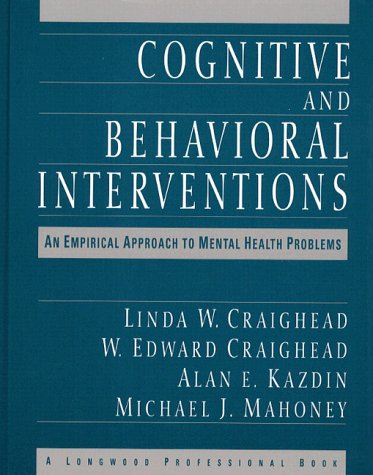 COGNITIVE
AND
BEHAVIORAL
INTERVENTIONS
AN EMPIRICAL APPROACH TO MENTAL HEALTH PROBLEMS
LINDA W. CRAIGHEAD
W. EDWARD CRAIGHEAD
ALAN E. KAZDIN
MICHAEL J. MAHONEY
A LONGWOOD PROFESSIONAL BOOK